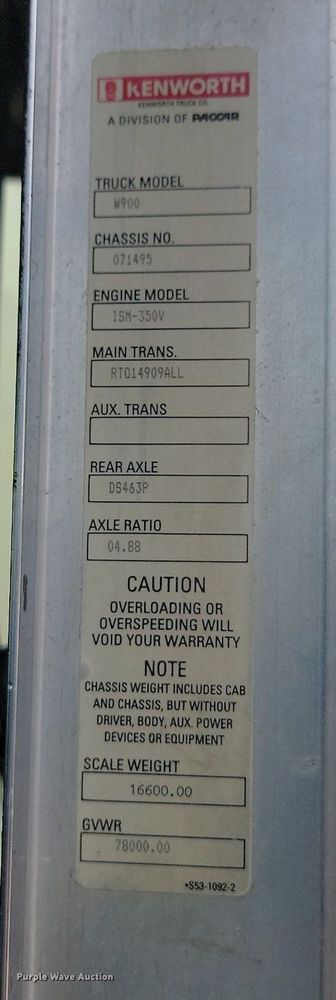 KENWORTH
KENWORTH TRUCK CO.
A DIVISION OF PACCAR
TRUCK MODEL
W900
CHASSIS NO.
071495
ENGINE MODEL
ISM-350V
MAIN TRANS.
RTO14909ALL
AUX. TRANS
REAR AXLE
DS463P
AXLE RATIO
04.88
CAUTION
OVERLOADING OR
OVERSPEEDING WILL
VOID YOUR WARRANTY
NOTE
CHASSIS WEIGHT INCLUDES CAB
AND CHASSIS, BUT WITHOUT
DRIVER, BODY, AUX. POWER
DEVICES OR EQUIPMENT
SCALE WEIGHT
16600.00
GVWR
78000.00
*S53-1092-2
Purple Wave Auction